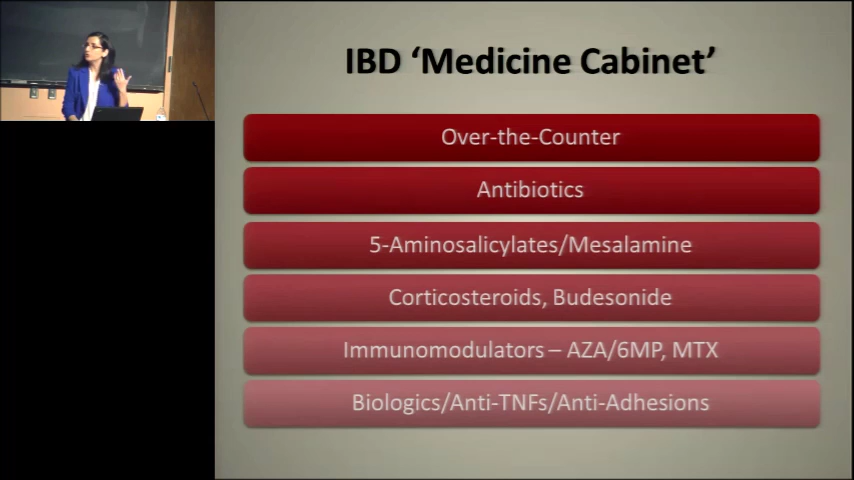 IBD ‘Medicine Cabinet’
Over-the-Counter
Antibiotics
5-Aminosalicylates/Mesalamine
Corticosteroids, Budesonide
Immunomodulators – AZA/6MP, MTX
Biologics/Anti-TNFs/Anti-Adhesions